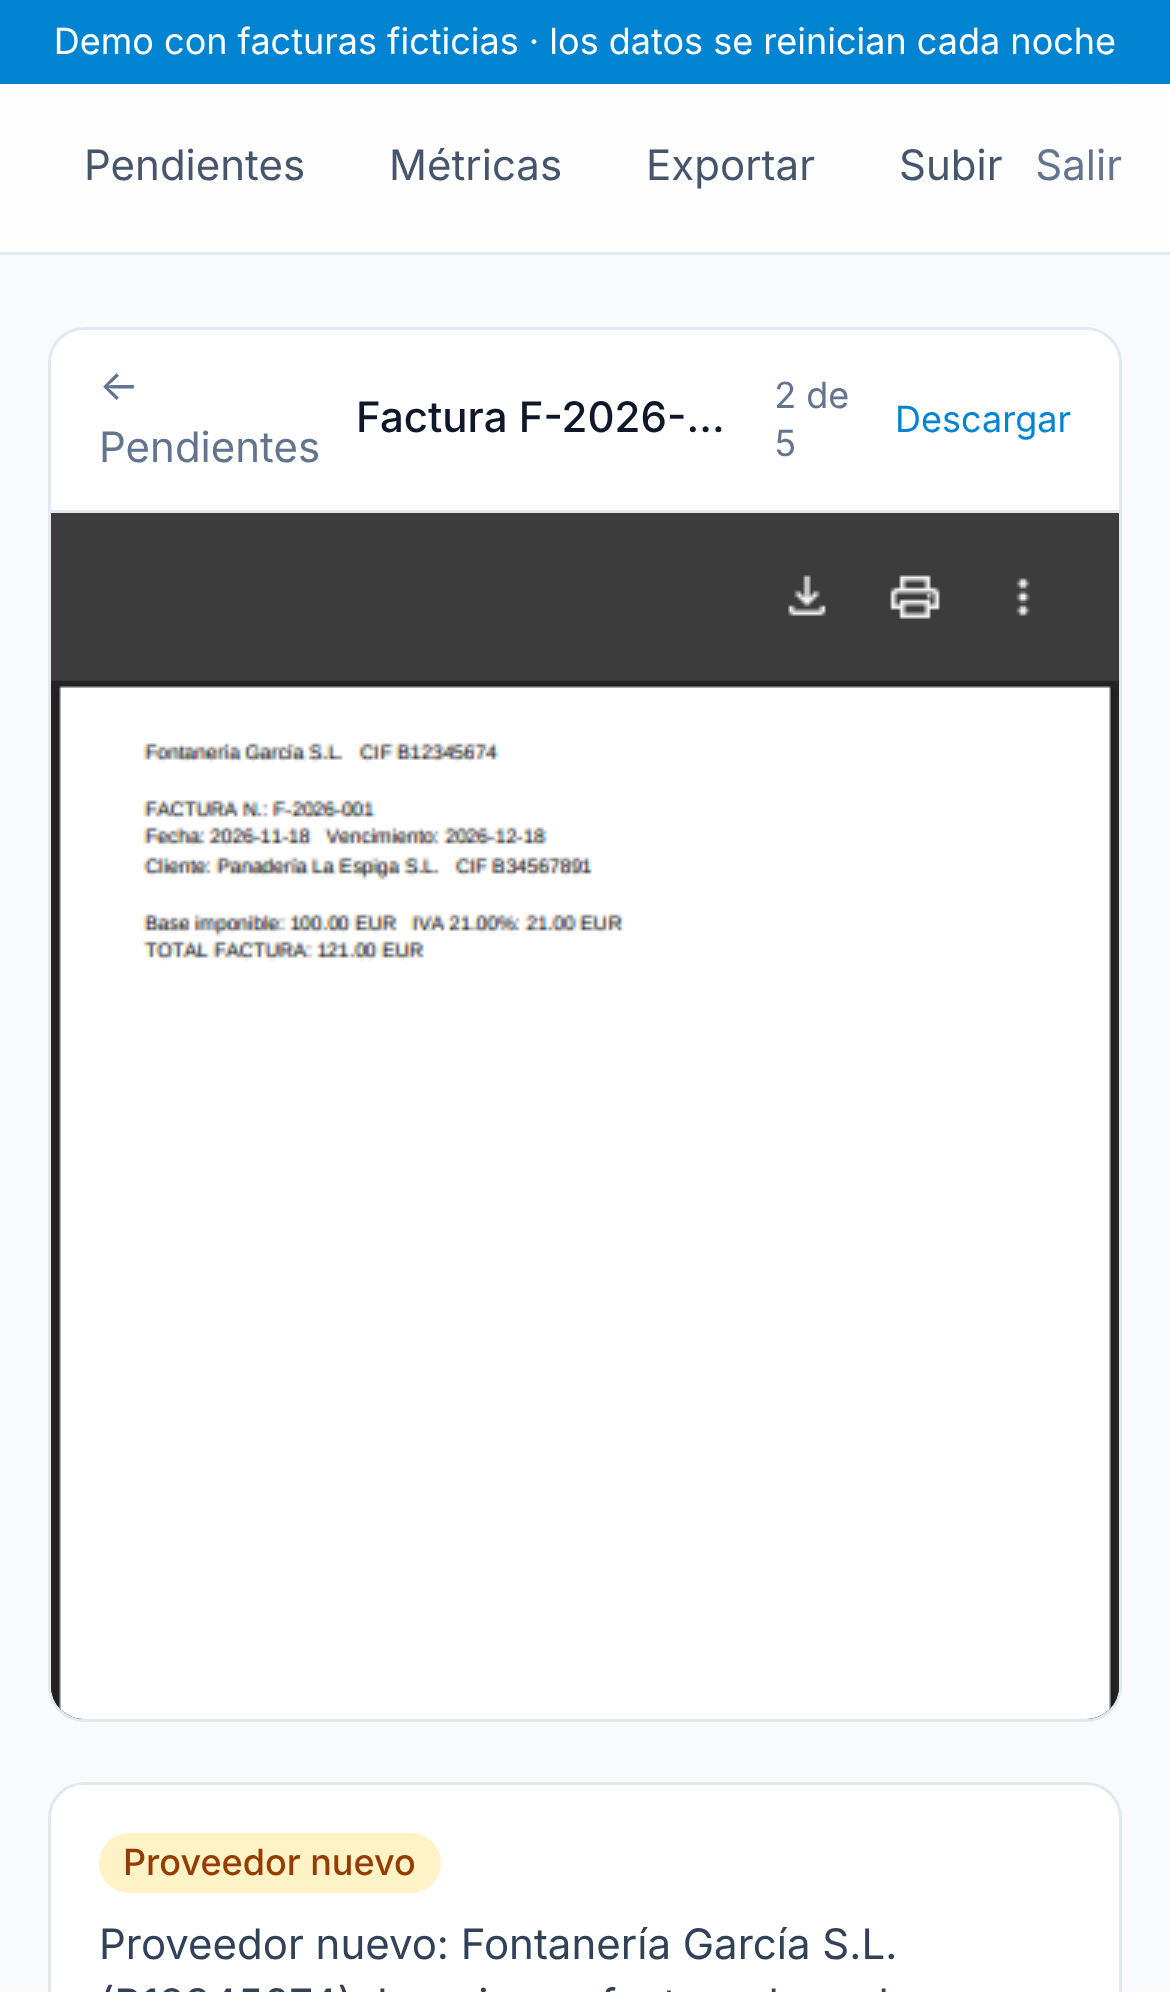 Demo con facturas ficticias · los datos se reinician cada noche
Pendientes Métricas Exportar Subir Salir
← Pendientes
Factura F-2026-...
2 de 5
Descargar
Fontanería García S.L. CIF B12345674
FACTURA N.: F-2026-001
Fecha: 2026-11-18 Vencimiento: 2026-12-18
Cliente: Panadería La Espiga S.L. CIF B34567891
Base imponible: 100.00 EUR IVA 21.00%: 21.00 EUR
TOTAL FACTURA: 121.00 EUR
Proveedor nuevo
Proveedor nuevo: Fontanería García S.L.